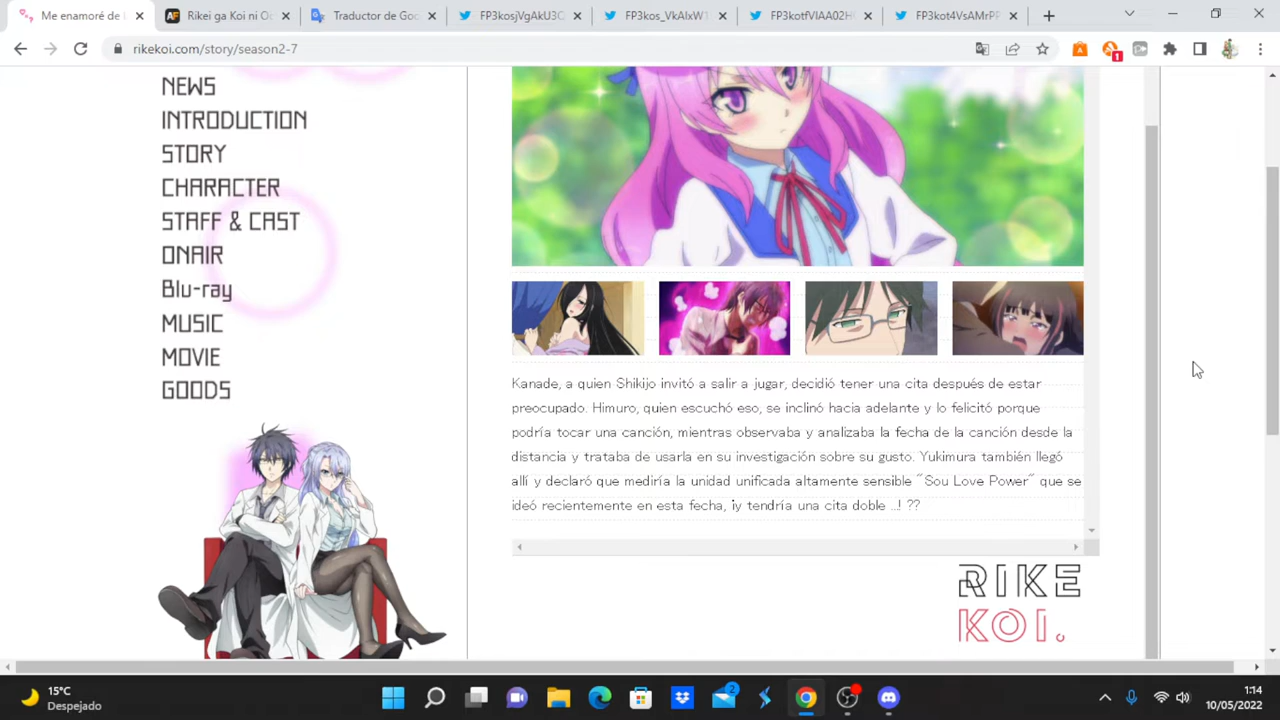 Me enamoré de l
Rikei ga Koi ni O
Traductor de Goo
FP3kosjVgAkU3C
FP3kos_VkAIxW1
FP3kotfVIAA02H
FP3kot4VsAMrPP
rikekoi.com/story/season2-7
1
NEWS
INTRODUCTION
STORY
CHARACTER
STAFF & CAST
ONAIR
Blu-ray
MUSIC
MOVIE
GOODS
Kanade, a quien Shikijo invitó a salir a jugar, decidió tener una cita después de estar
preocupado. Himuro, quien escuchó eso, se inclinó hacia adelante y lo felicitó porque
podría tocar una canción, mientras observaba y analizaba la fecha de la canción desde la
distancia y trataba de usarla en su investigación sobre su gusto. Yukimura también llegó
allí y declaró que mediría la unidad unificada altamente sensible "Sou Love Power" que se
ideó recientemente en esta fecha, ¡y tendría una cita doble ..! ??
RIKE
KOI.
15°C
Despejado
2
1:14
10/05/2022